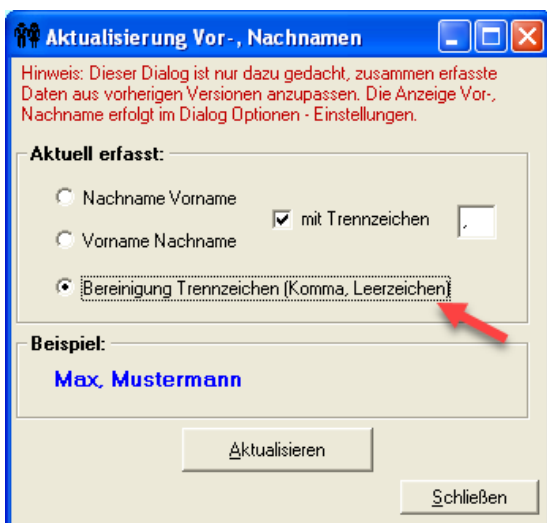 Aktualisierung Vor-, Nachnamen
Hinweis: Dieser Dialog ist nur dazu gedacht, zusammen erfasste
Daten aus vorherigen Versionen anzupassen. Die Anzeige Vor-,
Nachname erfolgt im Dialog Optionen - Einstellungen.
Aktuell erfasst:
Nachname Vorname
mit Trennzeichen ,
Vorname Nachname
Bereinigung Trennzeichen (Komma, Leerzeichen)
Beispiel:
Max, Mustermann
Aktualisieren
Schließen